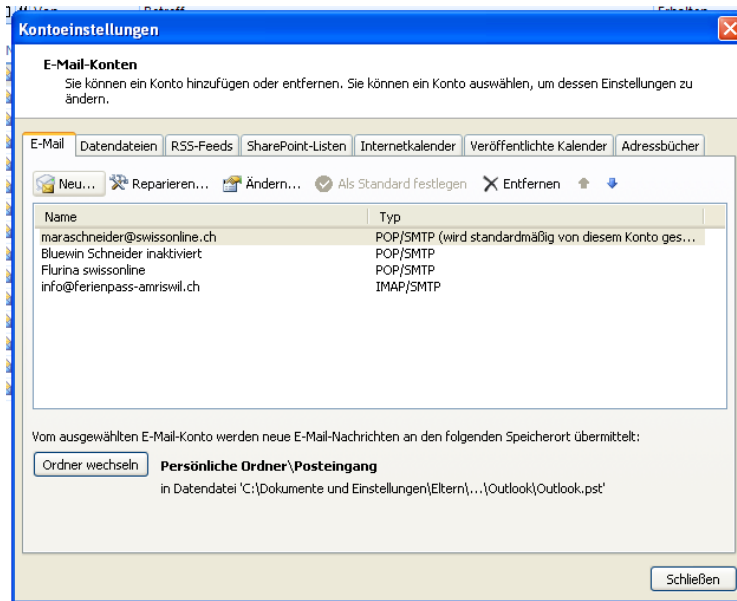 Von Betreff Erhalten
Kontoeinstellungen
E-Mail-Konten
Sie können ein Konto hinzufügen oder entfernen. Sie können ein Konto auswählen, um dessen Einstellungen zu
ändern.
E-Mail Datendateien RSS-Feeds SharePoint-Listen Internetkalender Veröffentlichte Kalender Adressbücher
Neu... Reparieren... Ändern... Als Standard festlegen Entfernen
Name Typ
maraschneider@swissonline.ch POP/SMTP (wird standardmäßig von diesem Konto ges...
Bluewin Schneider inaktiviert POP/SMTP
Flurina swissonline POP/SMTP
info@ferienpass-amriswil.ch IMAP/SMTP
Vom ausgewählten E-Mail-Konto werden neue E-Mail-Nachrichten an den folgenden Speicherort übermittelt:
Ordner wechseln Persönliche Ordner\Posteingang
in Datendatei 'C:\Dokumente und Einstellungen\Eltern\...\Outlook\Outlook.pst'
Schließen